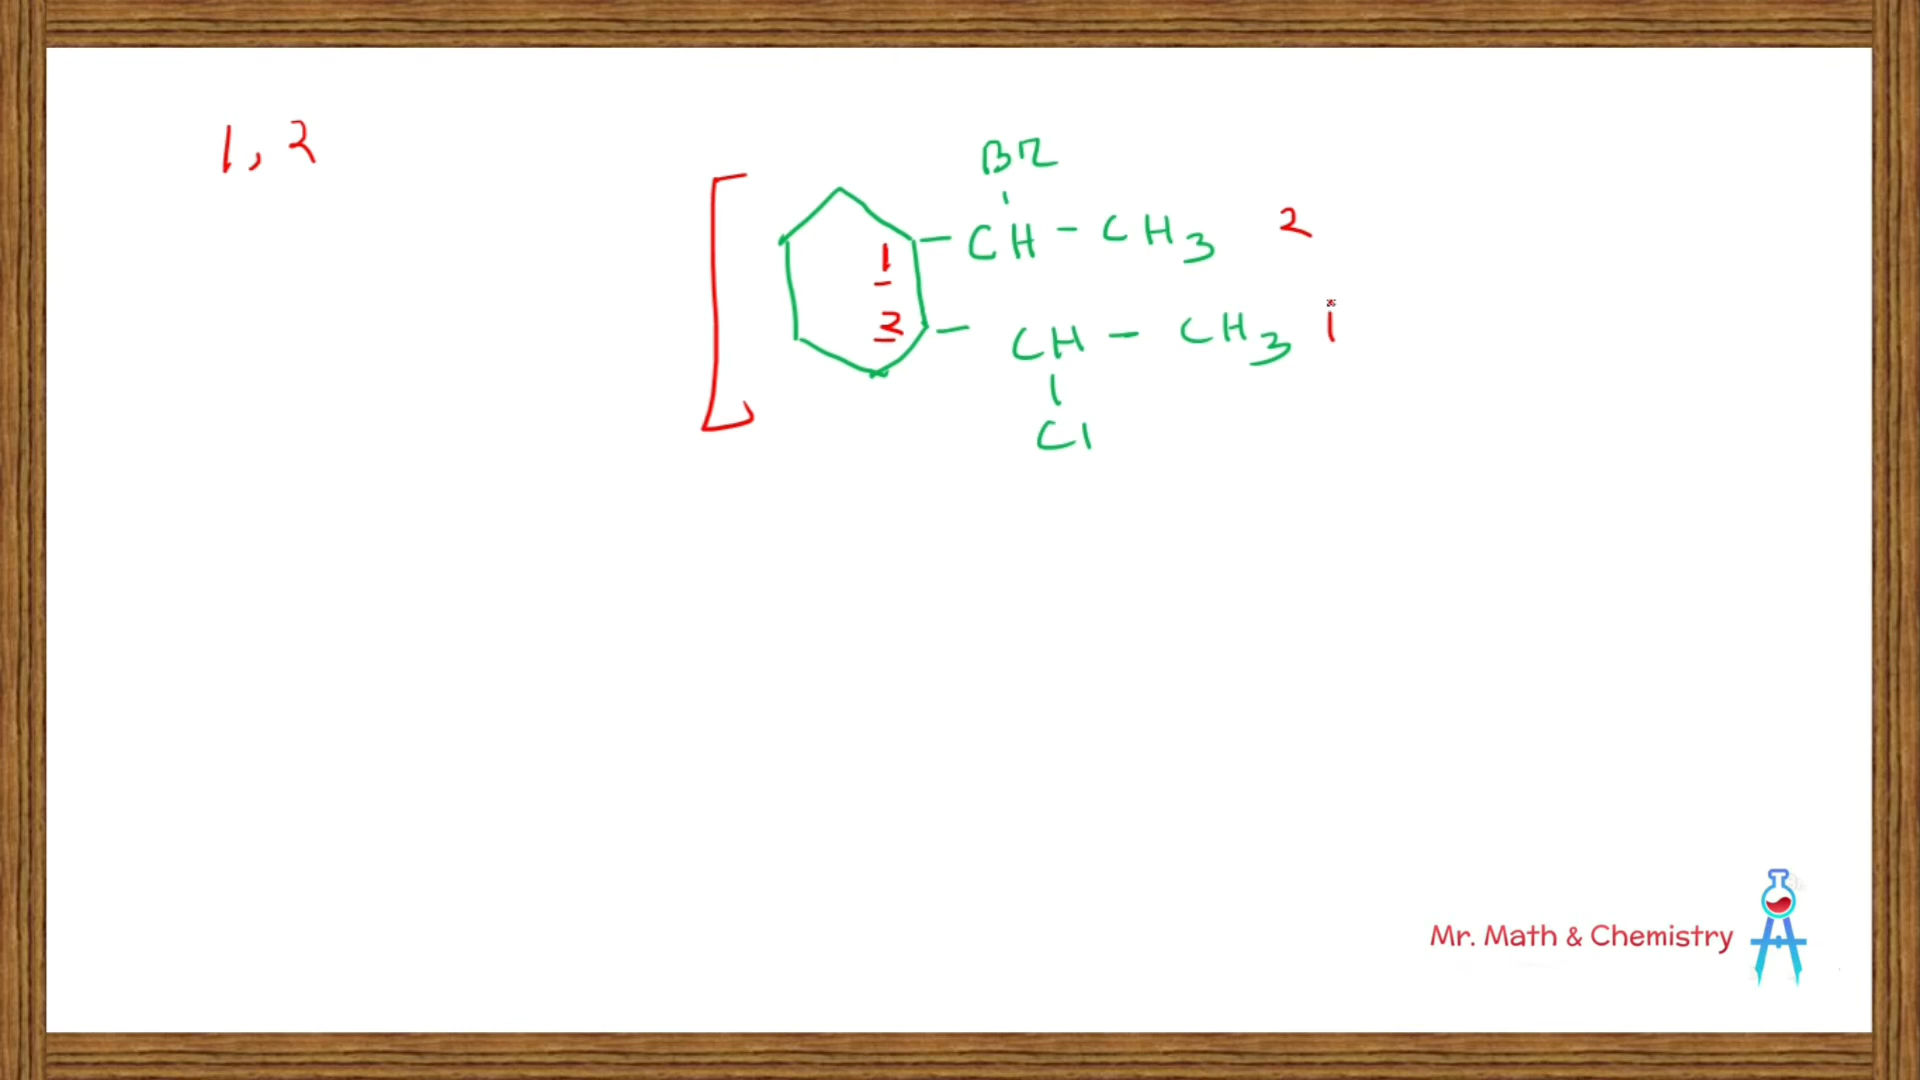 1, 2
Br
CH - CH3 2
1
2
CH - CH3 1
Cl
Mr. Math & Chemistry